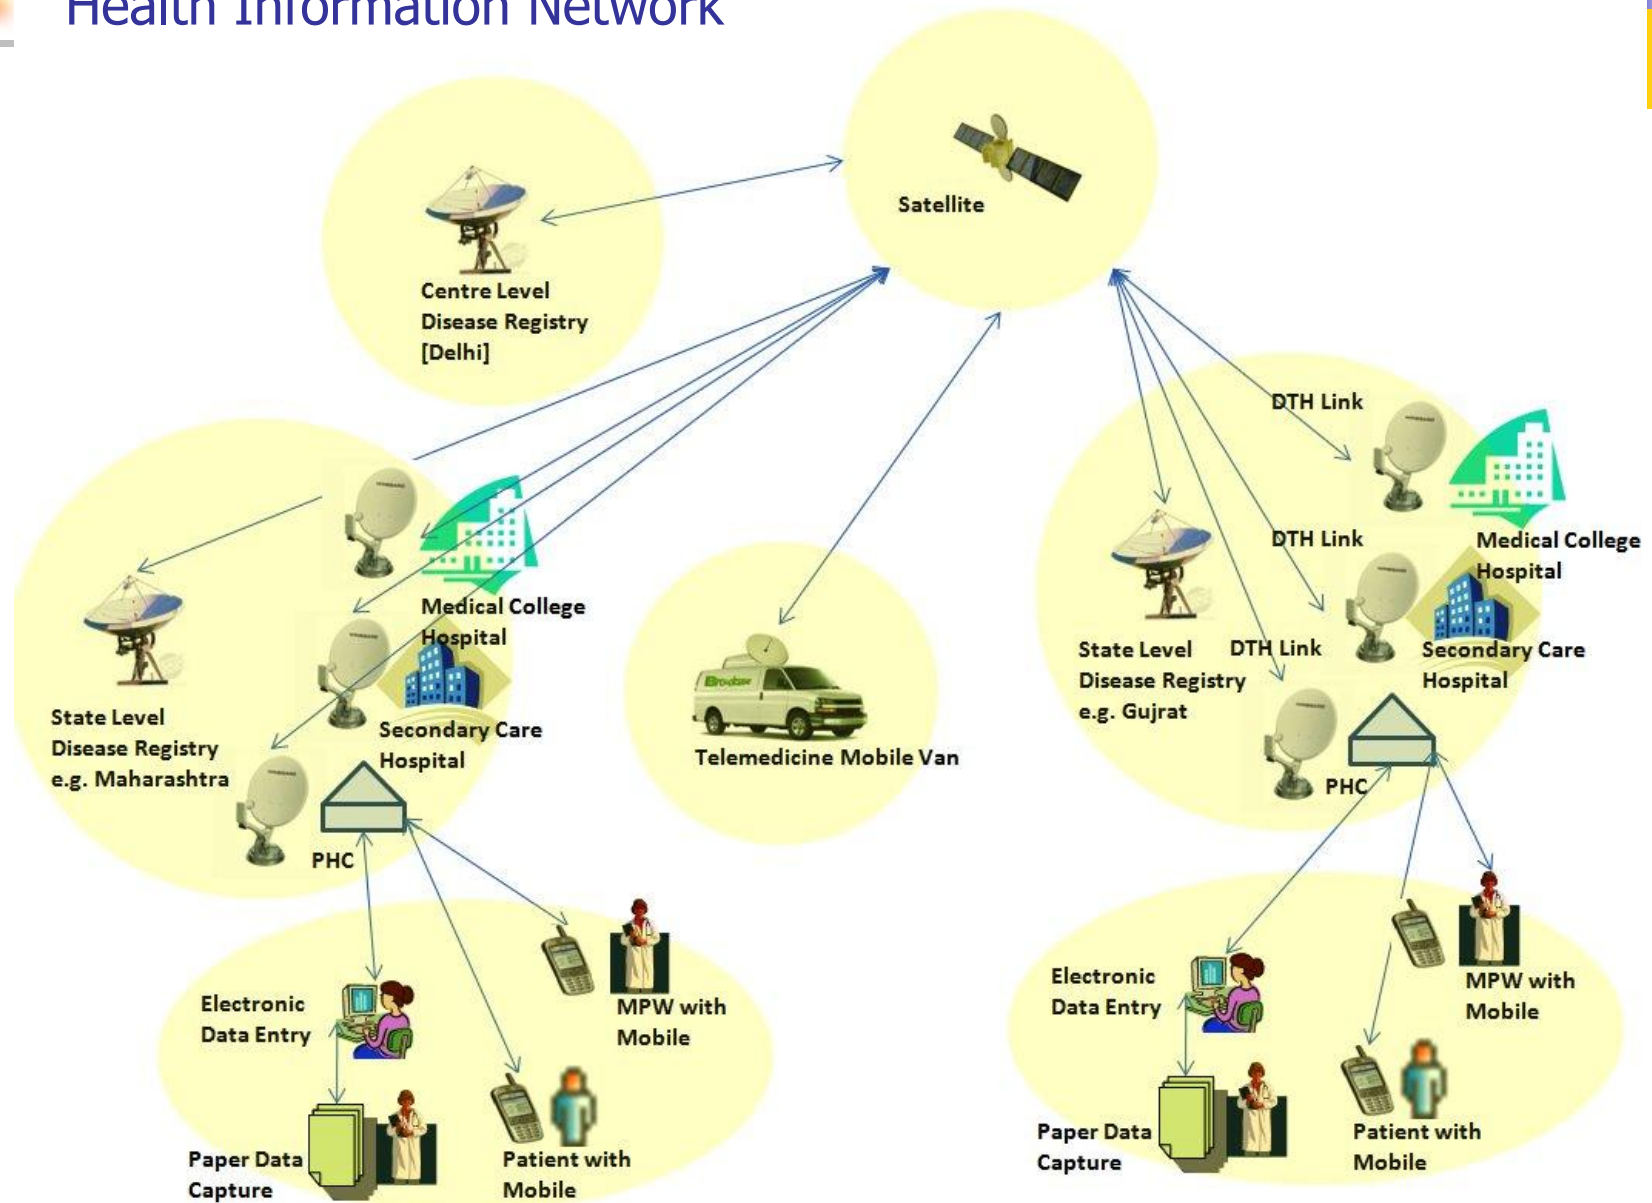 Health Information Network
Satellite
Centre Level
Disease Registry
[Delhi]
DTH Link
DTH Link
Medical College
Hospital
State Level
Disease Registry
e.g. Gujrat
DTH Link
Secondary Care
Hospital
PHC
Medical College
Hospital
State Level
Disease Registry
e.g. Maharashtra
Secondary Care
Hospital
PHC
Telemedicine Mobile Van
Electronic
Data Entry
MPW with
Mobile
Paper Data
Capture
Patient with
Mobile
Electronic
Data Entry
MPW with
Mobile
Paper Data
Capture
Patient with
Mobile